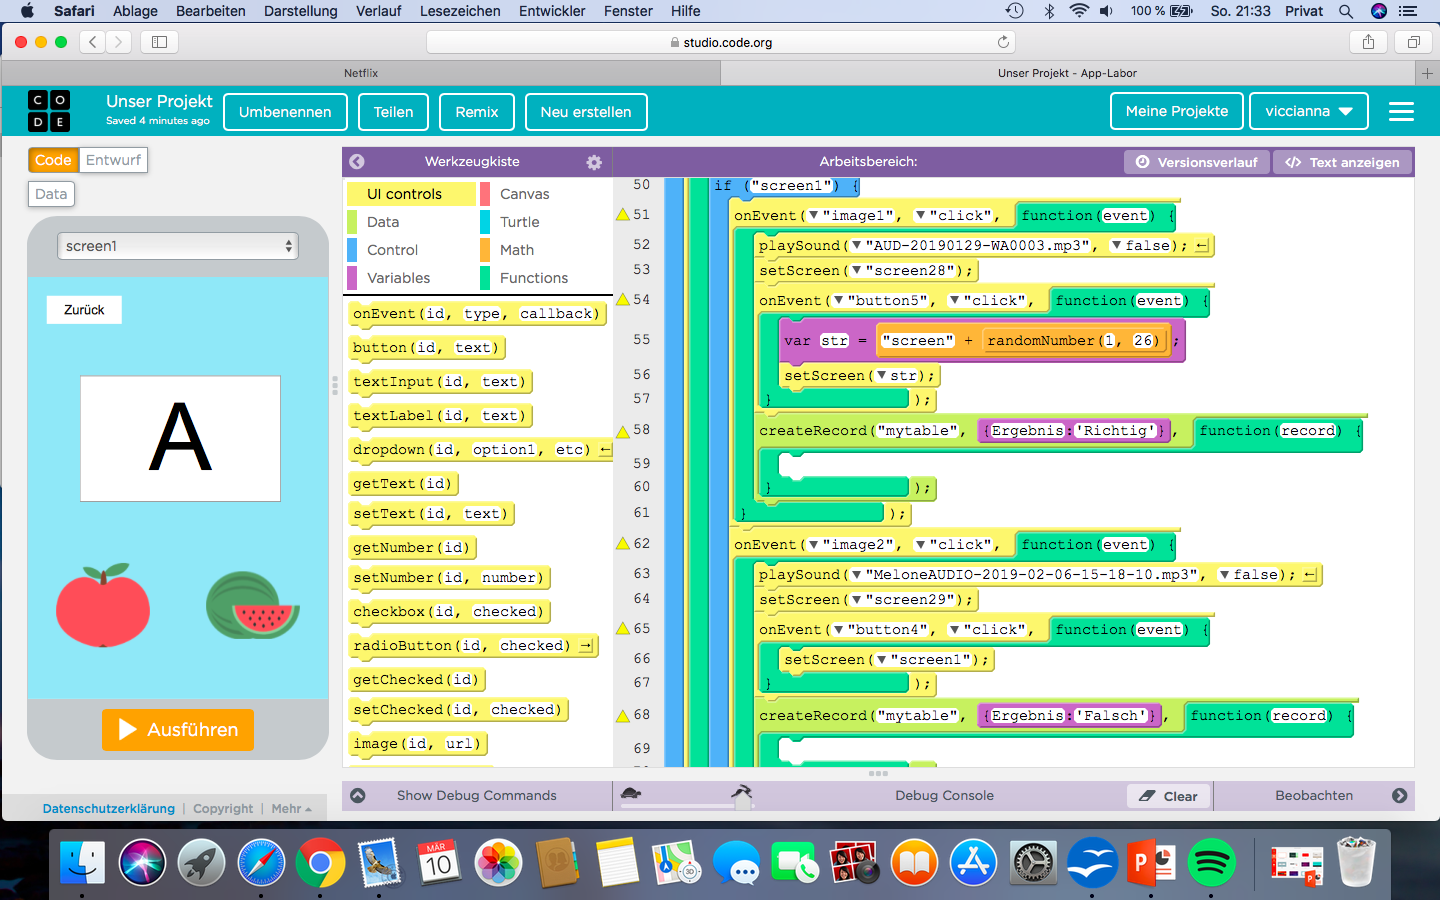 Safari Ablage Bearbeiten Darstellung Verlauf Lesezeichen Entwickler Fenster Hilfe 100 % So. 21:33 Privat
studio.code.org
Netflix Unser Projekt - App-Labor
C O D E Unser Projekt Saved 4 minutes ago Umbenennen Teilen Remix Neu erstellen Meine Projekte viccianna
Code Entwurf
Data
Werkzeugkiste Arbeitsbereich: Versionsverlauf </> Text anzeigen
screen1
Zurück
A
Ausführen
Datenschutzerklärung | Copyright | Mehr
UI controls Canvas
Data Turtle
Control Math
Variables Functions
onEvent(id, type, callback)
button(id, text)
textInput(id, text)
textLabel(id, text)
dropdown(id, option1, etc) ←
getText(id)
setText(id, text)
getNumber(id)
setNumber(id, number)
checkbox(id, checked)
radioButton(id, checked) →
getChecked(id)
setChecked(id, checked)
image(id, url)
50 if ("screen1") {
51 onEvent(▼"image1", ▼"click", function(event) {
52 playSound(▼"AUD-20190129-WA0003.mp3", ▼false); ←
53 setScreen(▼"screen28");
54 onEvent(▼"button5", ▼"click", function(event) {
55 var str = "screen" + randomNumber(1, 26);
56 setScreen(▼str);
57 } );
58 createRecord("mytable", {Ergebnis:'Richtig'}, function(record) {
59
60 } );
61 } );
62 onEvent(▼"image2", ▼"click", function(event) {
63 playSound(▼"MeloneAUDIO-2019-02-06-15-18-10.mp3", ▼false); ←
64 setScreen(▼"screen29");
65 onEvent(▼"button4", ▼"click", function(event) {
66 setScreen(▼"screen1");
67 } );
68 createRecord("mytable", {Ergebnis:'Falsch'}, function(record) {
69
Show Debug Commands Debug Console Clear Beobachten
MÄR
10